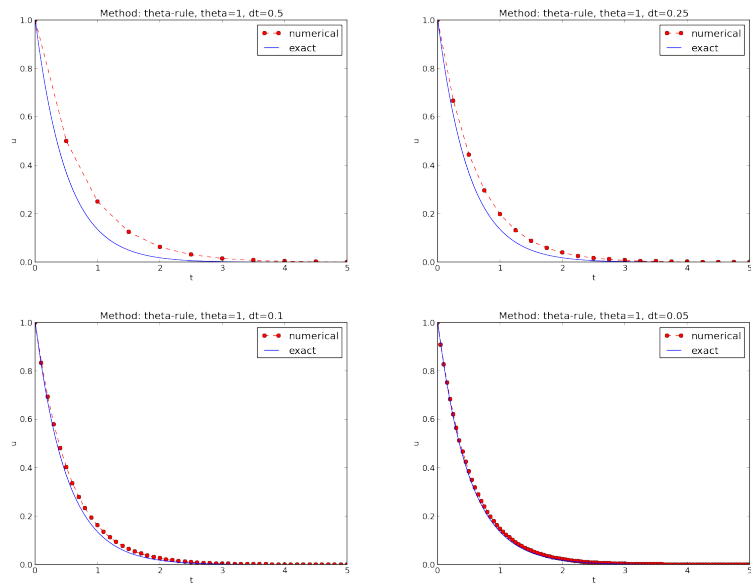 Method: theta-rule, theta=1, dt=0.5
numerical
exact
1.0
0.8
0.6
0.4
0.2
0.0
u
0 1 2 3 4 5
t
Method: theta-rule, theta=1, dt=0.25
numerical
exact
1.0
0.8
0.6
0.4
0.2
0.0
u
0 1 2 3 4 5
t
Method: theta-rule, theta=1, dt=0.1
numerical
exact
1.0
0.8
0.6
0.4
0.2
0.0
u
0 1 2 3 4 5
t
Method: theta-rule, theta=1, dt=0.05
numerical
exact
1.0
0.8
0.6
0.4
0.2
0.0
u
0 1 2 3 4 5
t